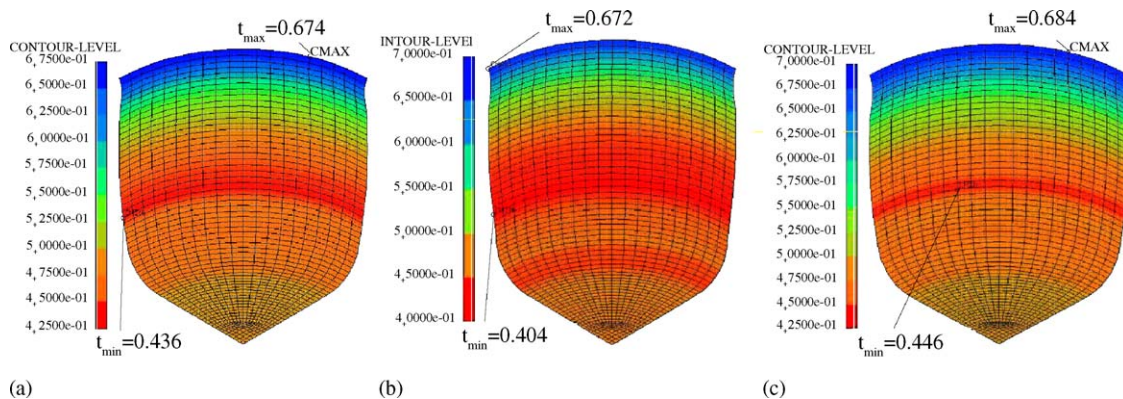 t_max=0.674
CONTOUR-LEVEL
CMAX
6,7500e-01
6,5000e-01
6,2500e-01
6,0000e-01
5,7500e-01
5,5000e-01
5,2500e-01
5,0000e-01
4,7500e-01
4,5000e-01
4,2500e-01
t_min=0.436
(a)
t_max=0.672
INTOUR-LEVEl
7,0000e-01
6,5000e-01
6,0000e-01
5,5000e-01
5,0000e-01
4,5000e-01
4,0000e-01
t_min=0.404
(b)
t_max=0.684
CONTOUR-LEVEL
CMAX
7,0000e-01
6,7500e-01
6,5000e-01
6,2500e-01
6,0000e-01
5,7500e-01
5,5000e-01
5,2500e-01
5,0000e-01
4,7500e-01
4,5000e-01
4,2500e-01
t_min=0.446
(c)